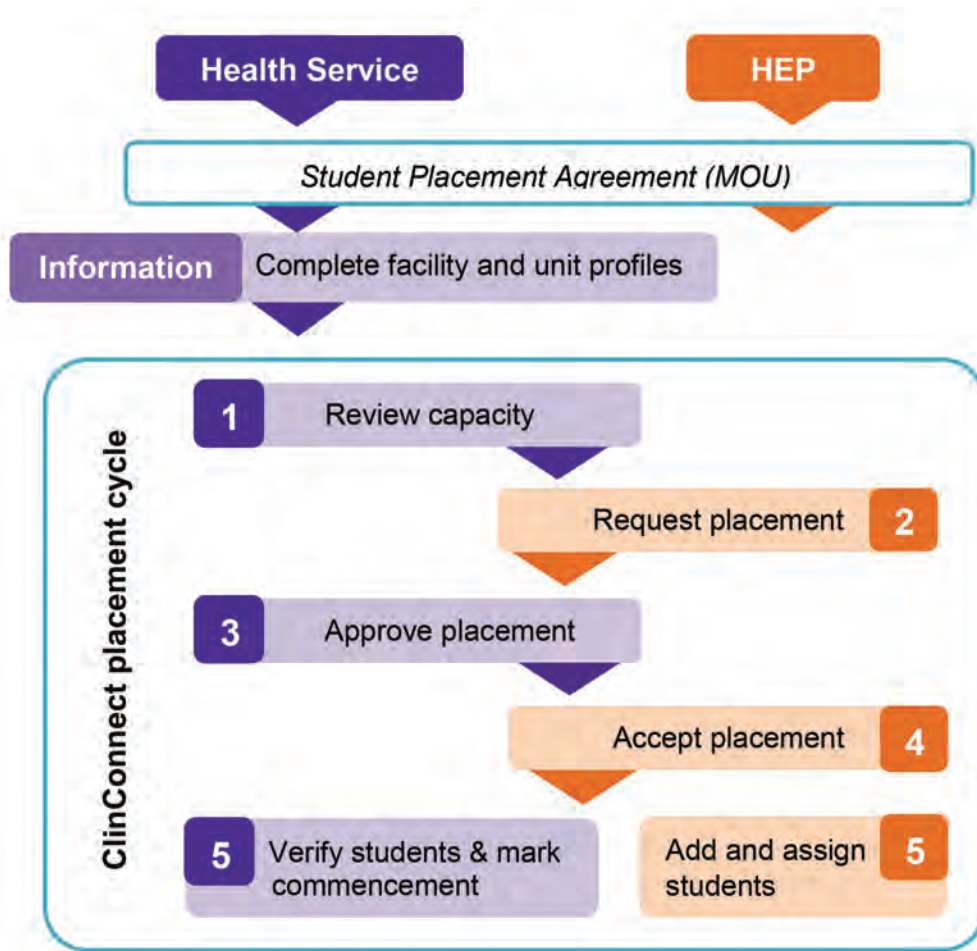 Health Service
HEP
Student Placement Agreement (MOU)
Information
Complete facility and unit profiles
ClinConnect placement cycle
1
Review capacity
Request placement
2
3
Approve placement
Accept placement
4
5
Verify students & mark
commencement
Add and assign
students
5